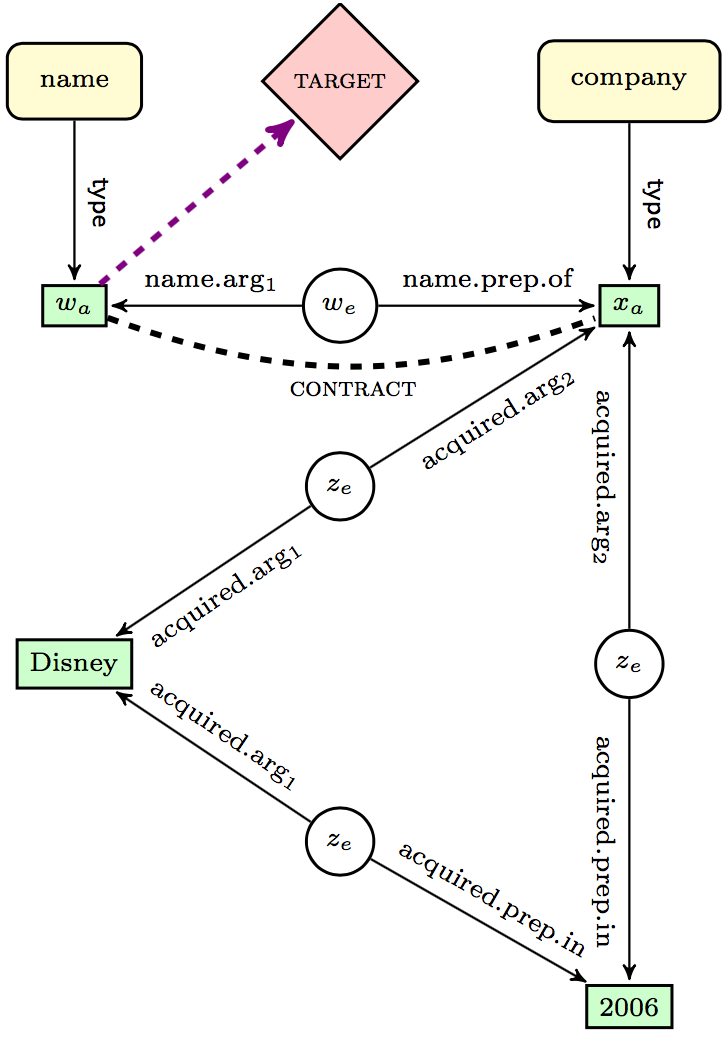 name
TARGET
company
type
type
name.arg₁
name.prep.of
wₐ
wₑ
xₐ
CONTRACT
acquired.arg₂
acquired.arg₂
zₑ
acquired.arg₁
Disney
zₑ
acquired.arg₁
acquired.prep.in
zₑ
acquired.prep.in
2006